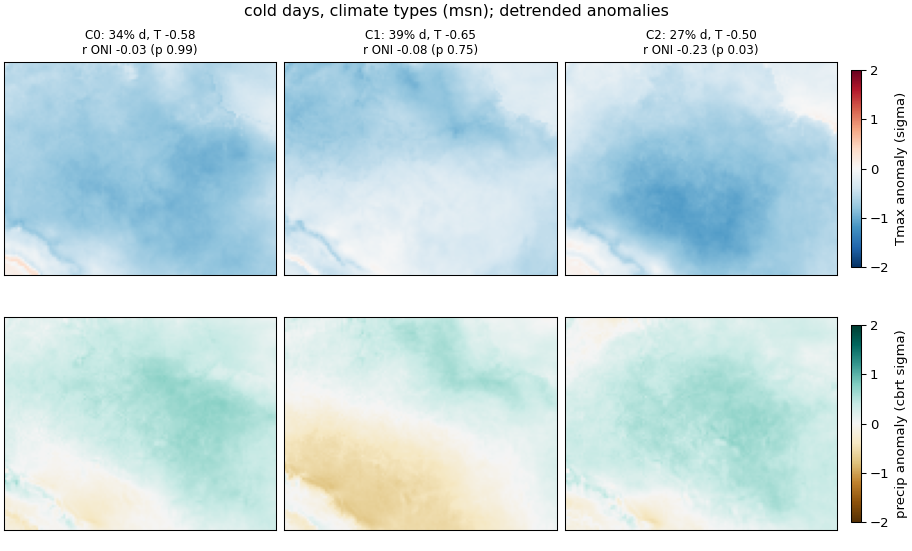 cold days, climate types (msn); detrended anomalies
C0: 34% d, T -0.58
r ONI -0.03 (p 0.99)
C1: 39% d, T -0.65
r ONI -0.08 (p 0.75)
C2: 27% d, T -0.50
r ONI -0.23 (p 0.03)
2
1
0
−1
−2
Tmax anomaly (sigma)
2
1
0
−1
−2
precip anomaly (cbrt sigma)